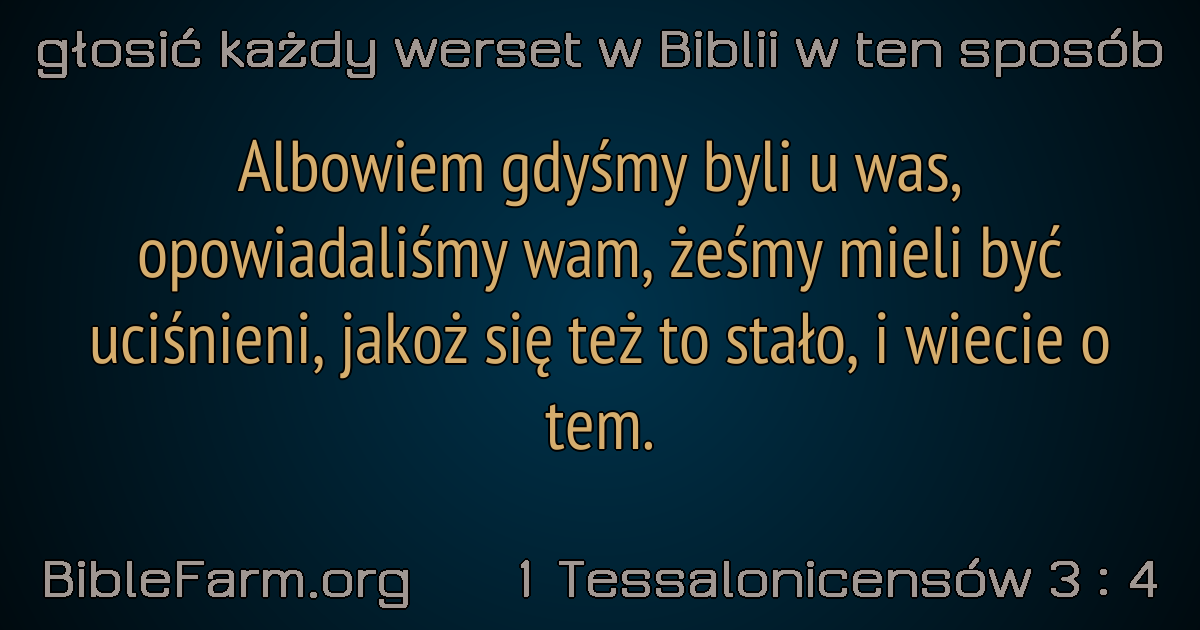 głosić każdy werset w Biblii w ten sposób
Albowiem gdyśmy byli u was,
opowiadaliśmy wam, żeśmy mieli być
uciśnieni, jakoż się też to stało, i wiecie o
tem.
BibleFarm.org 1 Tessalonicensów 3 : 4